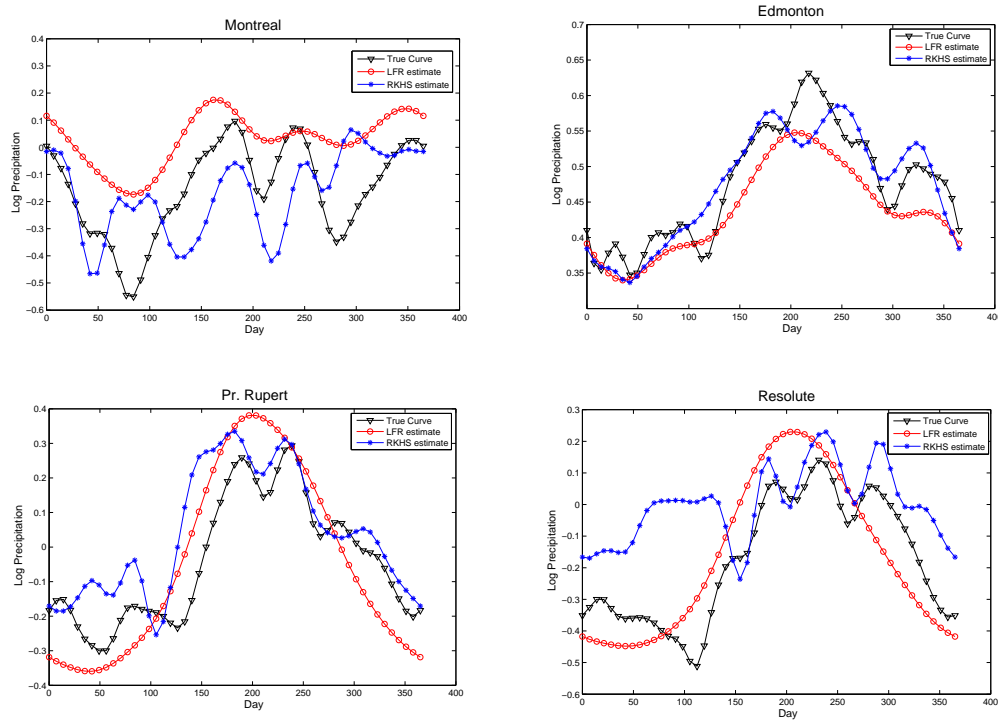 Montreal
0.4
0.3
0.2
0.1
0
−0.1
−0.2
−0.3
−0.4
−0.5
−0.6
Log Precipitation
0 50 100 150 200 250 300 350 400
Day
True Curve
LFR estimate
RKHS estimate
Edmonton
0.7
0.6
0.55
0.5
0.45
0.4
0.35
Log Precipitation
0 50 100 150 200 250 300 350 400
Day
True Curve
LFR estimate
RKHS estimate
Pr. Rupert
0.4
0.3
0.2
0.1
0
−0.1
−0.2
−0.3
−0.4
Log Precipitation
0 50 100 150 200 250 300 350 400
Day
True Curve
LFR estimate
RKHS estimate
Resolute
0.3
0.2
0.1
0
−0.1
−0.2
−0.3
−0.4
−0.5
−0.6
Log Precipitation
0 50 100 150 200 250 300 350 400
Day
True Curve
LFR estimate
RKHS estimate